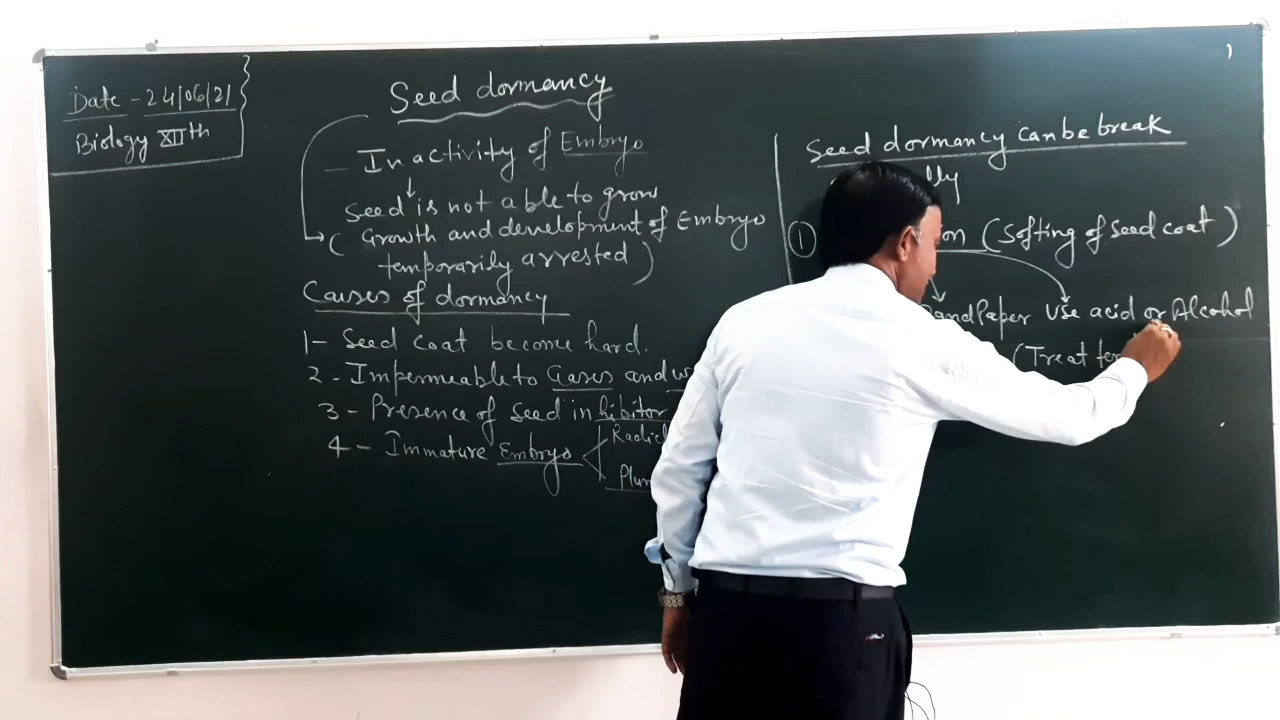 Date - 24/06/21
Biology XIIth
Seed dormancy
Inactivity of Embryo
Seed is not able to grow
( Growth and development of Embryo
temporarily arrested )
Causes of dormancy
1- Seed coat become hard.
2 - Impermeable to Gases and
3 - Presence of Seed inhibitor
4 - Immature Embryo
Seed dormancy can be break
①
(Softing of Seed coat)
Sand Paper Use acid or Alcohol
(Treat